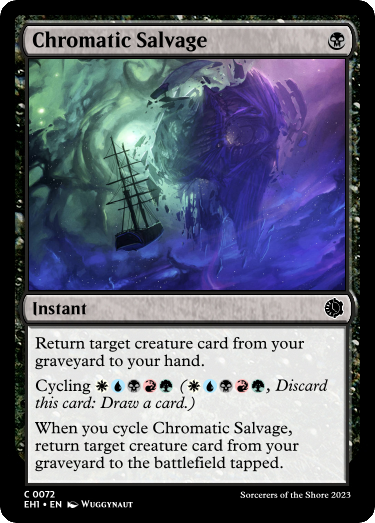 Chromatic Salvage
Instant
Return target creature card from your
graveyard to your hand.
Cycling (, Discard
this card: Draw a card.)
When you cycle Chromatic Salvage,
return target creature card from your
graveyard to the battlefield tapped.
C 0072
EH1 • EN Wuggynaut
Sorcerers of the Shore 2023